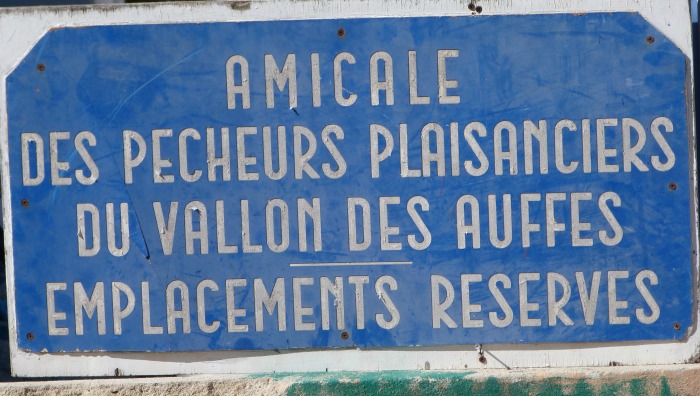 AMICALE
DES PECHEURS PLAISANCIERS
DU VALLON DES AUFFES
EMPLACEMENTS RESERVES